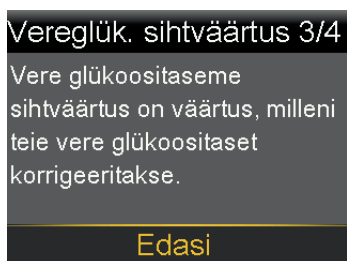 Vereglük. sihtväärtus 3/4
Vere glükoositaseme
sihtväärtus on väärtus, milleni
teie vere glükoositaset
korrigeeritakse.
Edasi